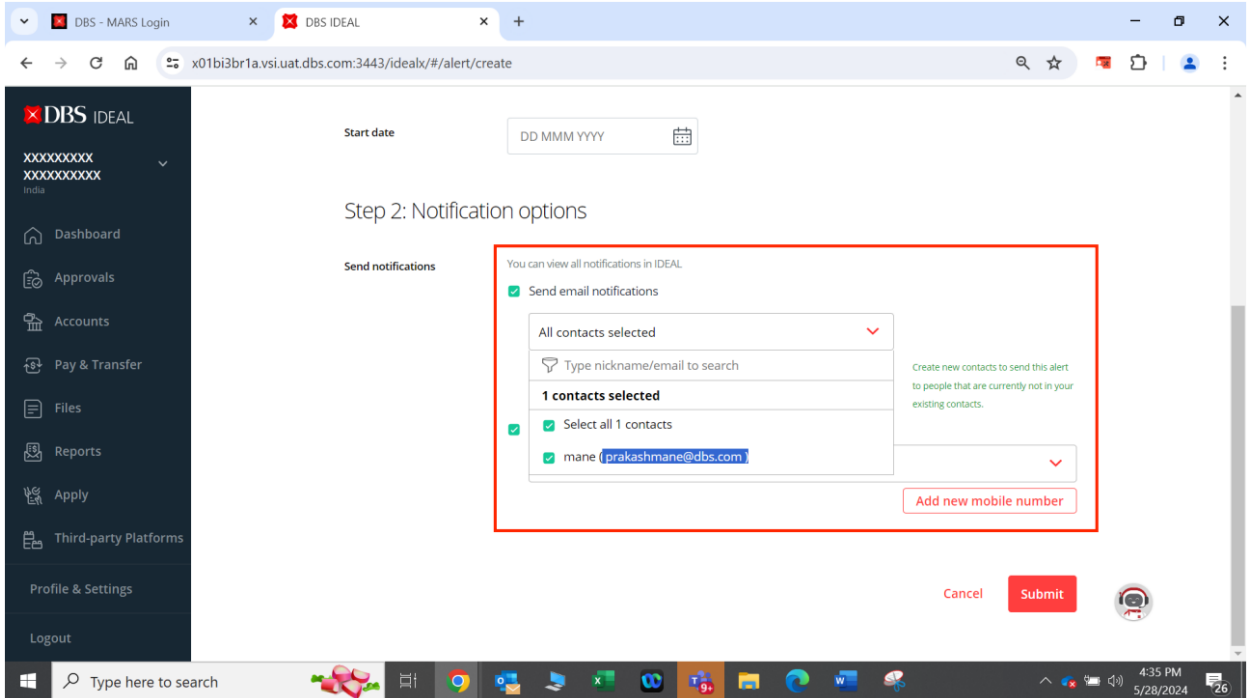 DBS - MARS Login
DBS IDEAL
x01bi3br1a.vsi.uat.dbs.com:3443/idealx/#/alert/create
DBS IDEAL
XXXXXXXXX
XXXXXXXXXX
India
Dashboard
Approvals
Accounts
Pay & Transfer
Files
Reports
Apply
Third-party Platforms
Profile & Settings
Logout
Start date
DD MMM YYYY
Step 2: Notification options
Send notifications
You can view all notifications in IDEAL
Send email notifications
All contacts selected
Type nickname/email to search
1 contacts selected
Select all 1 contacts
mane ( prakashmane@dbs.com )
Create new contacts to send this alert
to people that are currently not in your
existing contacts.
Add new mobile number
Cancel
Submit
Type here to search
9+
4:35 PM
5/28/2024
26